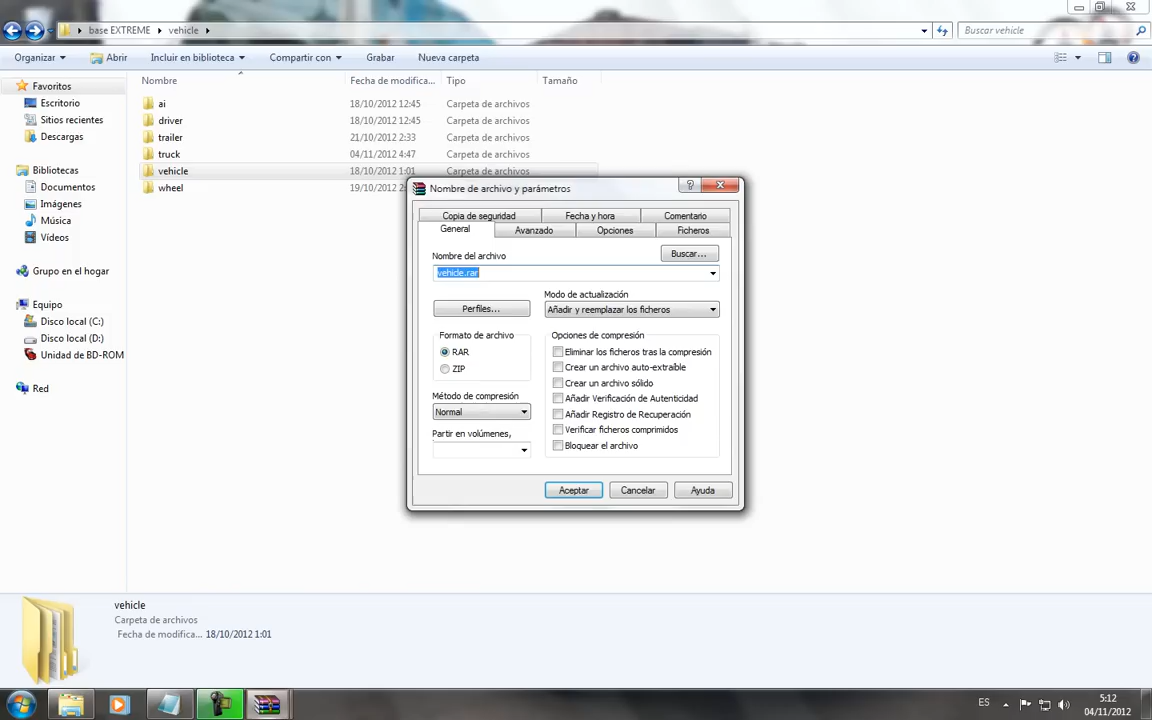 base EXTREME
vehicle
Buscar vehicle
Organizar
Abrir
Incluir en biblioteca
Compartir con
Grabar
Nueva carpeta
Nombre
Fecha de modifica...
Tipo
Tamaño
Favoritos
Escritorio
Sitios recientes
Descargas
Bibliotecas
Documentos
Imágenes
Música
Vídeos
Grupo en el hogar
Equipo
Disco local (C:)
Disco local (D:)
Unidad de BD-ROM
Red
ai 18/10/2012 12:45 Carpeta de archivos
driver 18/10/2012 12:45 Carpeta de archivos
trailer 21/10/2012 2:33 Carpeta de archivos
truck 04/11/2012 4:47 Carpeta de archivos
vehicle 18/10/2012 1:01 Carpeta de archivos
wheel 19/10/2012
Nombre de archivo y parámetros
Copia de seguridad
Fecha y hora
Comentario
General
Avanzado
Opciones
Ficheros
Nombre del archivo
Buscar...
vehicle.rar
Perfiles...
Modo de actualización
Añadir y reemplazar los ficheros
Formato de archivo
RAR
ZIP
Método de compresión
Normal
Partir en volúmenes,
Opciones de compresión
Eliminar los ficheros tras la compresión
Crear un archivo auto-extraíble
Crear un archivo sólido
Añadir Verificación de Autenticidad
Añadir Registro de Recuperación
Verificar ficheros comprimidos
Bloquear el archivo
Aceptar
Cancelar
Ayuda
vehicle
Carpeta de archivos
Fecha de modifica... 18/10/2012 1:01
ES
5:12
04/11/2012